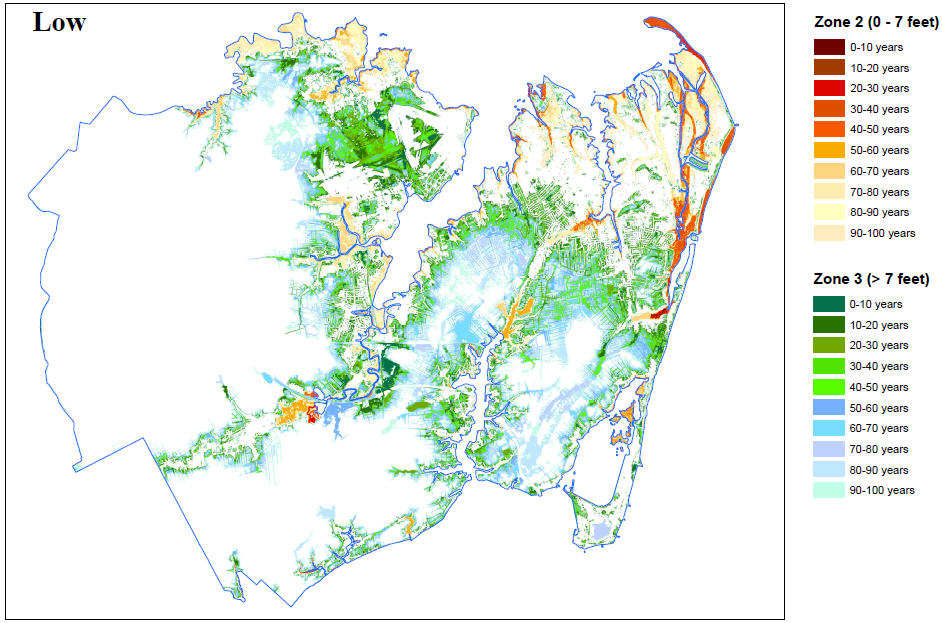 Low
Zone 2 (0 - 7 feet)
0-10 years
10-20 years
20-30 years
30-40 years
40-50 years
50-60 years
60-70 years
70-80 years
80-90 years
90-100 years
Zone 3 (> 7 feet)
0-10 years
10-20 years
20-30 years
30-40 years
40-50 years
50-60 years
60-70 years
70-80 years
80-90 years
90-100 years